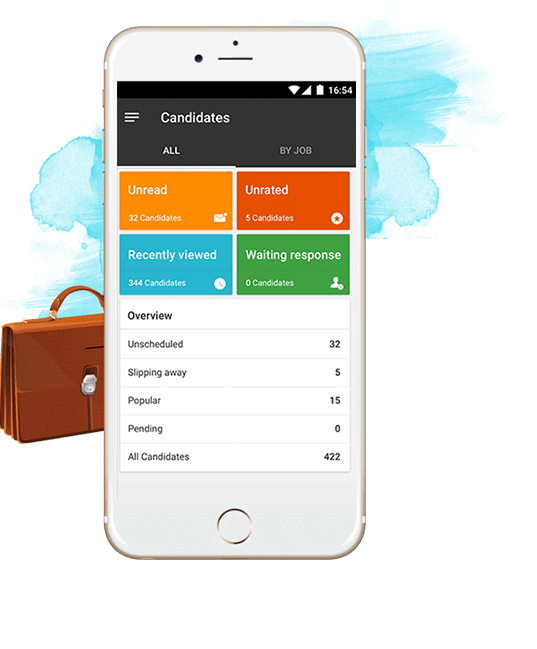 16:54
Candidates
ALL BY JOB
Unread Unrated
32 Candidates 5 Candidates
Recently viewed Waiting response
344 Candidates 0 Candidates
Overview
Unscheduled 32
Slipping away 5
Popular 15
Pending 0
All Candidates 422